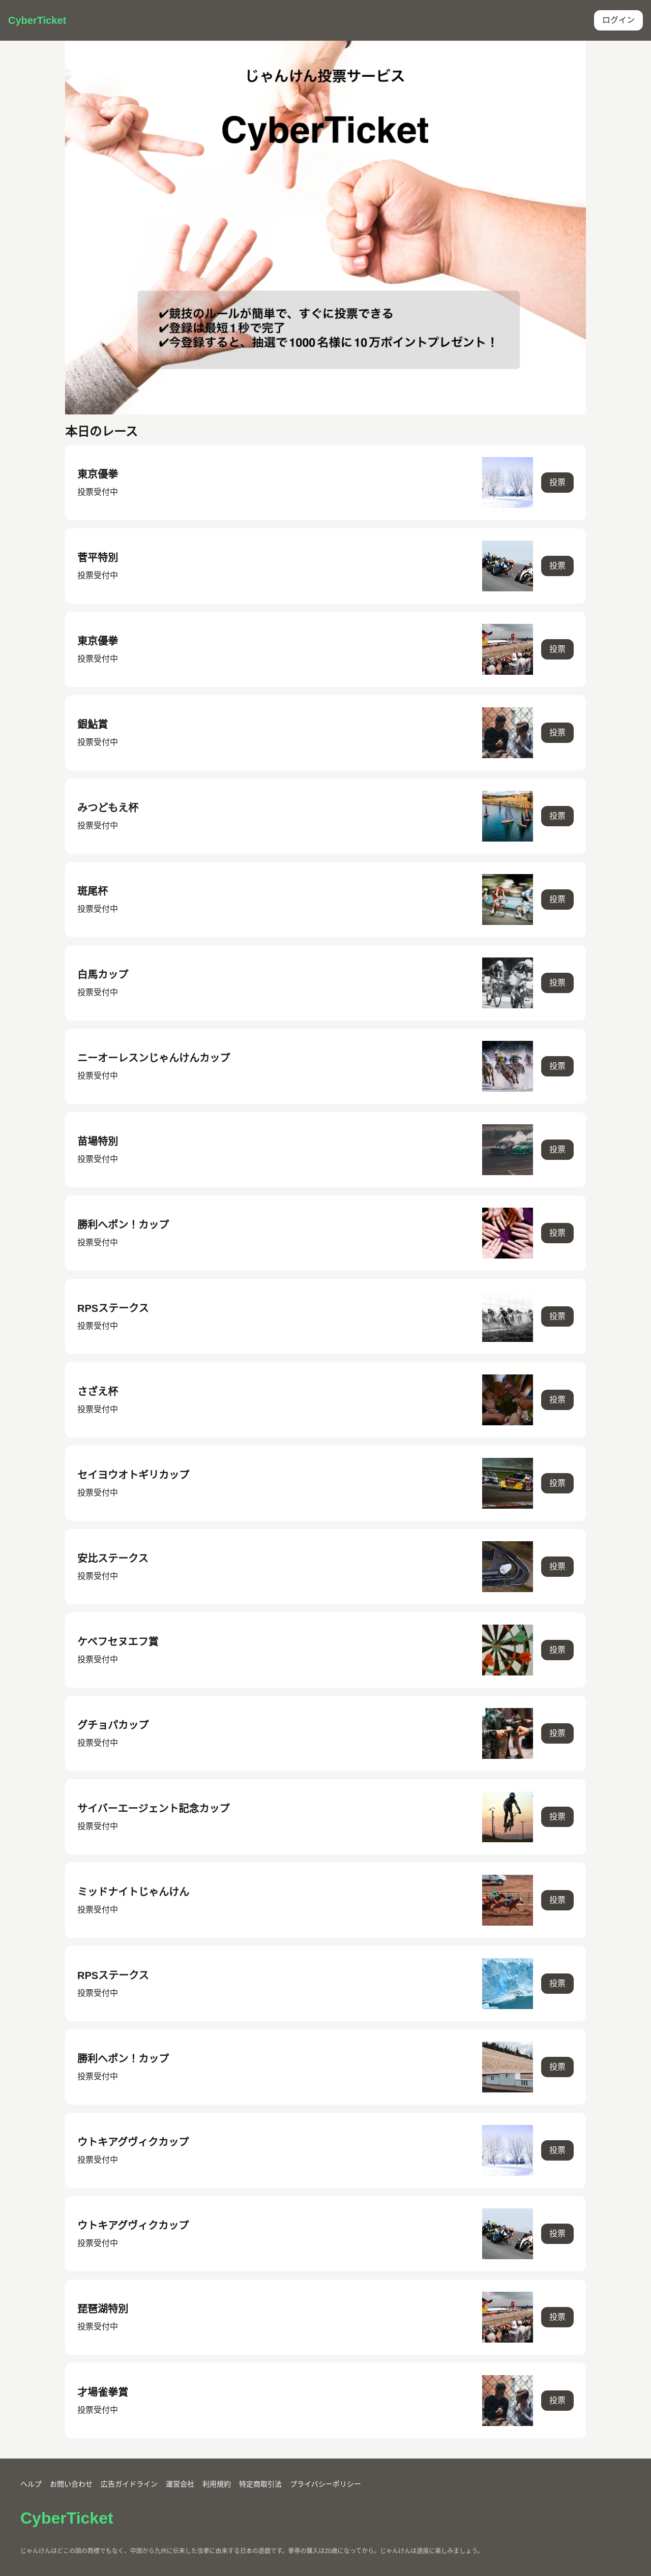 CyberTicket
ログイン
じゃんけん投票サービス
CyberTicket
✔競技のルールが簡単で、すぐに投票できる
✔登録は最短1秒で完了
✔今登録すると、抽選で1000名様に10万ポイントプレゼント！
本日のレース
東京優拳
投票受付中
投票
菅平特別
投票受付中
投票
東京優拳
投票受付中
投票
銀鮎賞
投票受付中
投票
みつどもえ杯
投票受付中
投票
斑尾杯
投票受付中
投票
白馬カップ
投票受付中
投票
ニーオーレスンじゃんけんカップ
投票受付中
投票
苗場特別
投票受付中
投票
勝利へポン！カップ
投票受付中
投票
RPSステークス
投票受付中
投票
さざえ杯
投票受付中
投票
セイヨウオトギリカップ
投票受付中
投票
安比ステークス
投票受付中
投票
ケベフセヌエフ賞
投票受付中
投票
グチョパカップ
投票受付中
投票
サイバーエージェント記念カップ
投票受付中
投票
ミッドナイトじゃんけん
投票受付中
投票
RPSステークス
投票受付中
投票
勝利へポン！カップ
投票受付中
投票
ウトキアグヴィクカップ
投票受付中
投票
ウトキアグヴィクカップ
投票受付中
投票
琵琶湖特別
投票受付中
投票
才場雀拳賞
投票受付中
投票
ヘルプ お問い合わせ 広告ガイドライン 運営会社 利用規約 特定商取引法 プライバシーポリシー
CyberTicket
じゃんけんはどこの国の商標でもなく、中国から九州に伝来した虫拳に由来する日本の遊戯です。拳券の購入は20歳になってから。じゃんけんは適度に楽しみましょう。